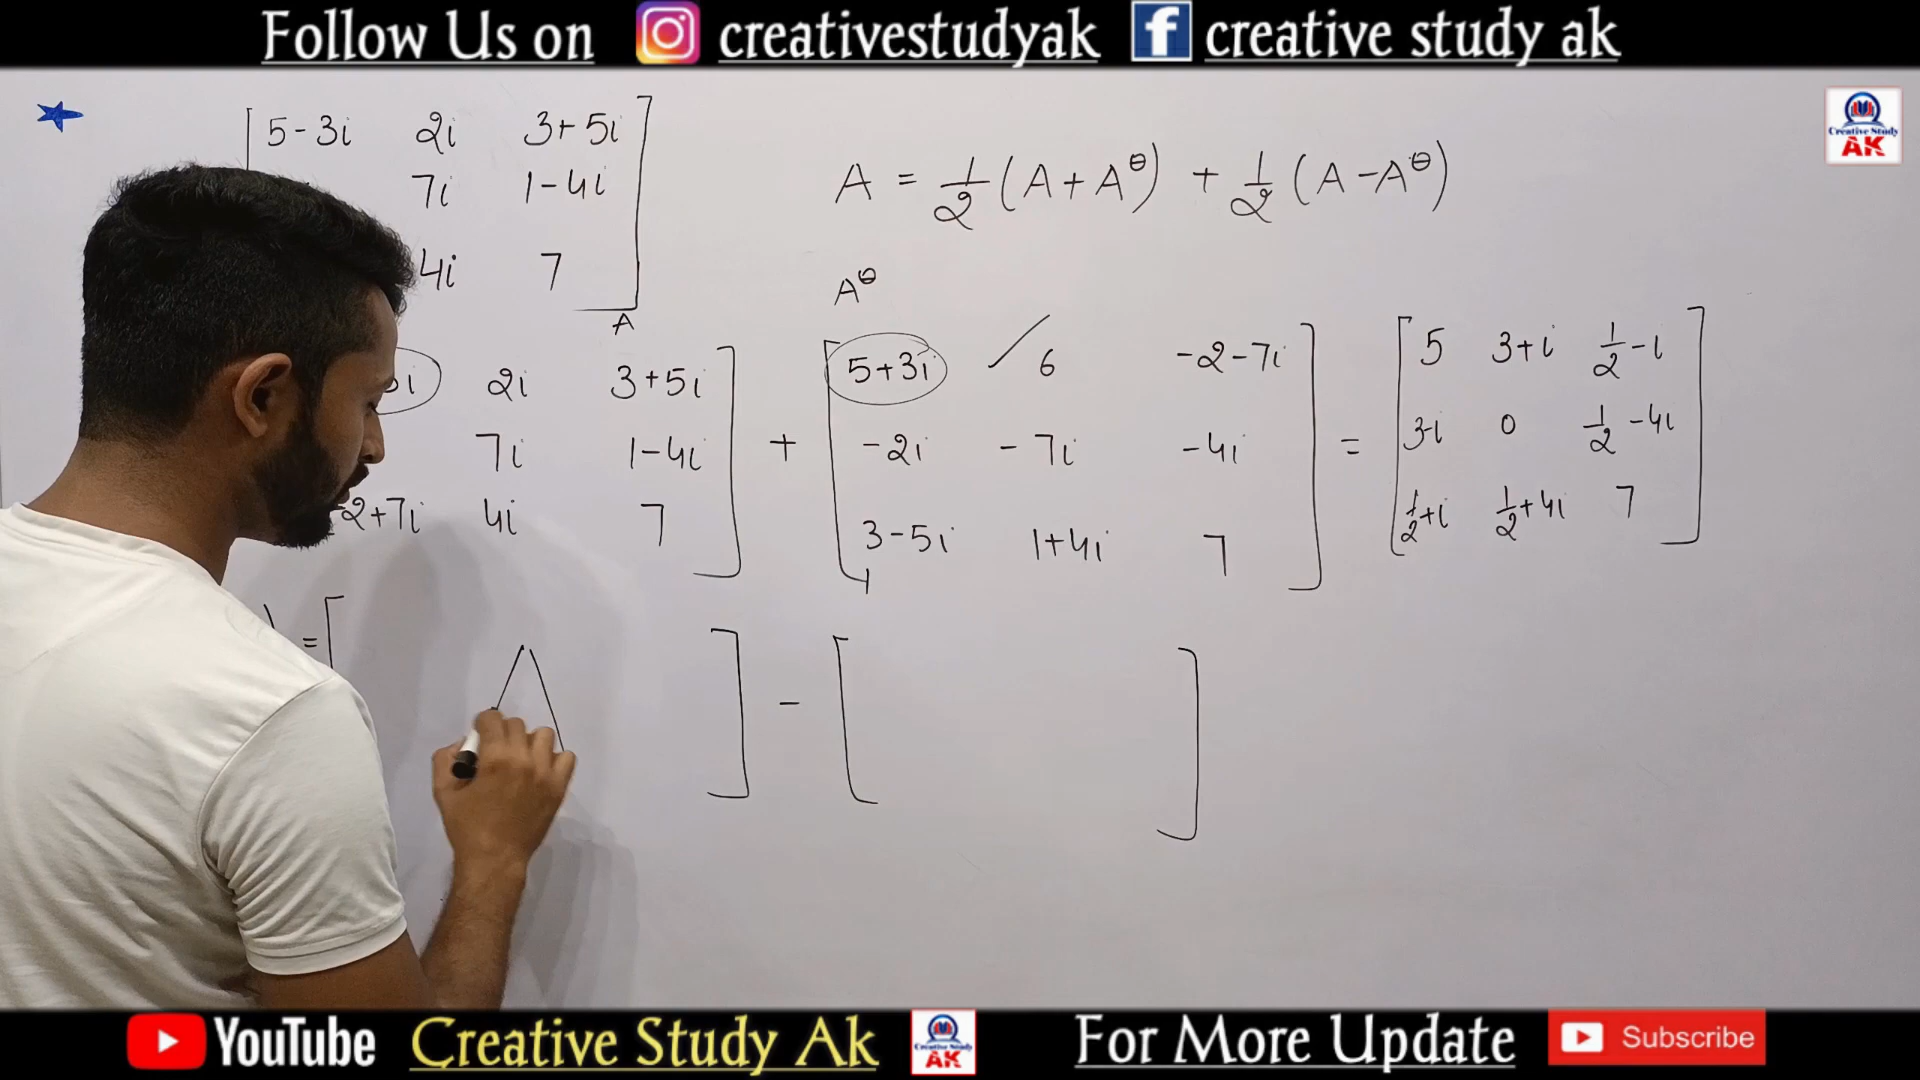 Follow Us on creativestudyak f creative study ak
Creative Study
AK
5-3i 2i 3+5i
7i 1-4i
4i 7
A
A = 1/2 (A + A^θ) + 1/2 (A - A^θ)
A^θ
2i 3+5i
7i 1-4i
2+7i 4i 7
+
5+3i 6 -2-7i
-2i -7i -4i
3-5i 1+4i 7
=
5 3+i 1/2-i
3-i 0 1/2-4i
1/2+i 1/2+4i 7
= [ ] - [ ]
YouTube Creative Study Ak
Creative Study
AK
For More Update
Subscribe